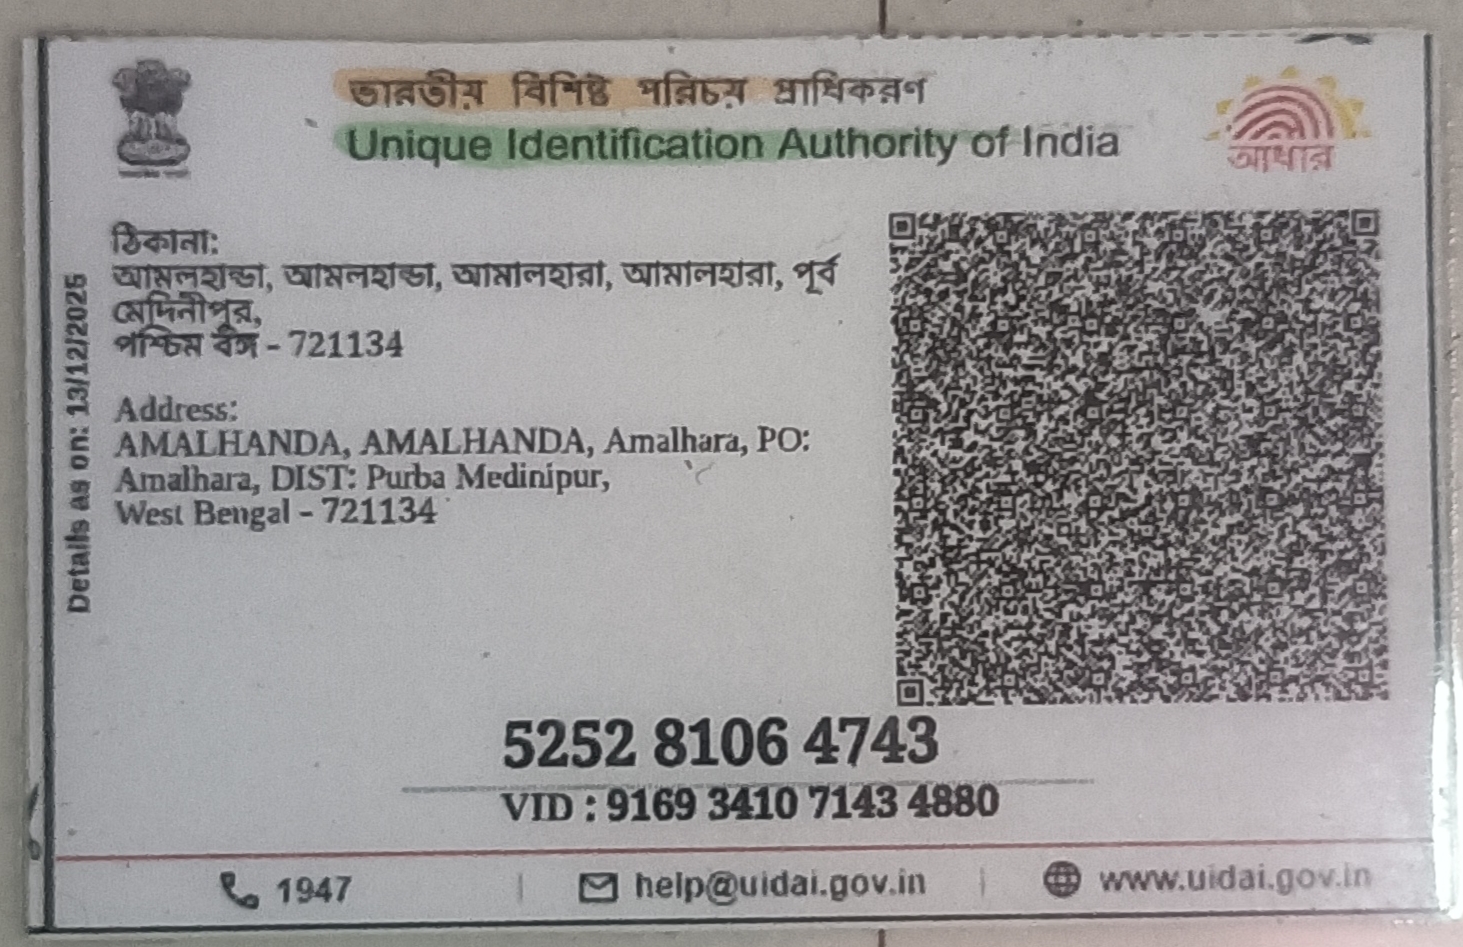 ভারতীয় বিশিষ্ট পরিচয় প্রাধিকরণ
Unique Identification Authority of India
আধার
ঠিকানা:
আমলহান্ডা, আমলহান্ডা, আমালহারা, আমালহারা, পূর্ব
মেদিনীপুর,
পশ্চিম বঙ্গ - 721134
Address:
AMALHANDA, AMALHANDA, Amalhara, PO:
Amalhara, DIST: Purba Medinipur,
West Bengal - 721134
Details as on: 13/12/2025
5252 8106 4743
VID : 9169 3410 7143 4880
1947 | help@uidai.gov.in | www.uidai.gov.in